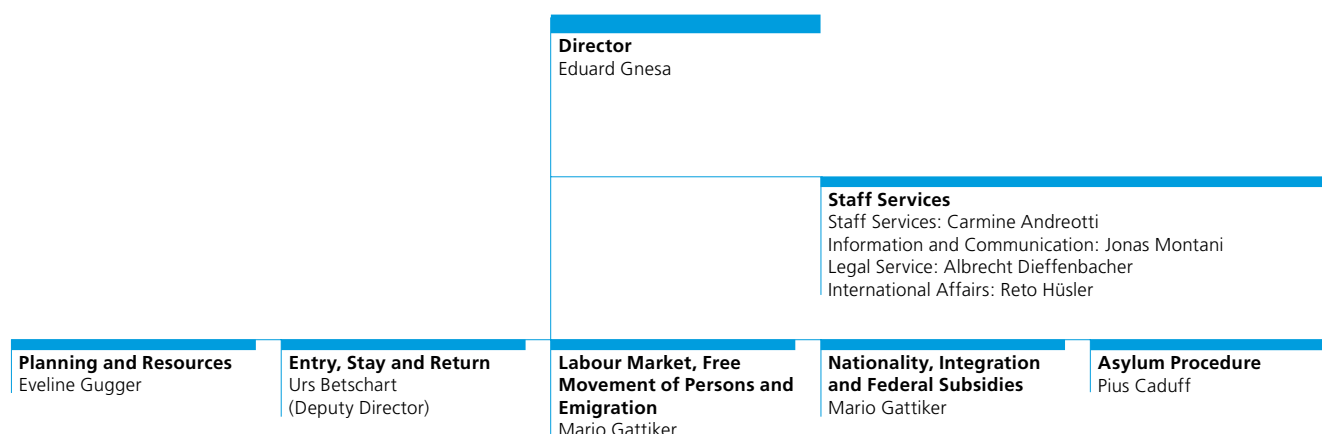 Director
Eduard Gnesa
Staff Services
Staff Services: Carmine Andreotti
Information and Communication: Jonas Montani
Legal Service: Albrecht Dieffenbacher
International Affairs: Reto Hüsler
Planning and Resources
Eveline Gugger
Entry, Stay and Return
Urs Betschart
(Deputy Director)
Labour Market, Free
Movement of Persons and
Emigration
Mario Gattiker
Nationality, Integration
and Federal Subsidies
Mario Gattiker
Asylum Procedure
Pius Caduff